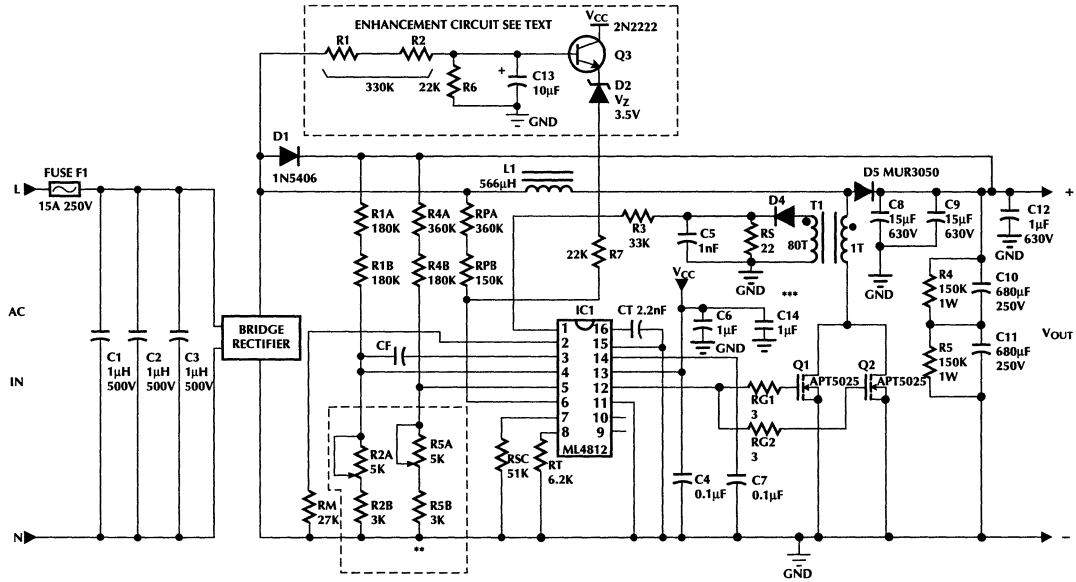 ENHANCEMENT CIRCUIT SEE TEXT
VCC
2N2222
R1
R2
Q3
330K
22K
R6
+
C13
10µF
GND
D2
VZ
3.5V
D1
1N5406
FUSE F1
L
15A 250V
L1
566µH
D5 MUR3050
+
R1A
180K
R4A
360K
RPA
360K
R3
33K
C5
1nF
RS
22
D4
T1
80T
1T
C8
15µF
630V
C9
15µF
630V
C12
1µF
630V
GND
R1B
180K
R4B
180K
RPB
150K
22K
R7
GND
GND
R4
150K
1W
C10
680µF
250V
VCC
***
AC
IN
BRIDGE
RECTIFIER
C1
1µH
500V
C2
1µH
500V
C3
1µH
500V
CF
IC1
CT 2.2nF
1
2
3
4
5
6
7
8
16
15
14
13
12
11
10
9
ML4812
C6
1µF
GND
C14
1µF
R5
150K
1W
C11
680µF
250V
VOUT
Q1
APT5025
Q2
APT5025
RG1
3
RG2
3
R2A
5K
R5A
5K
RSC
51K
RT
6.2K
C4
0.1µF
C7
0.1µF
RM
27K
R2B
3K
R5B
3K
**
N
–
GND